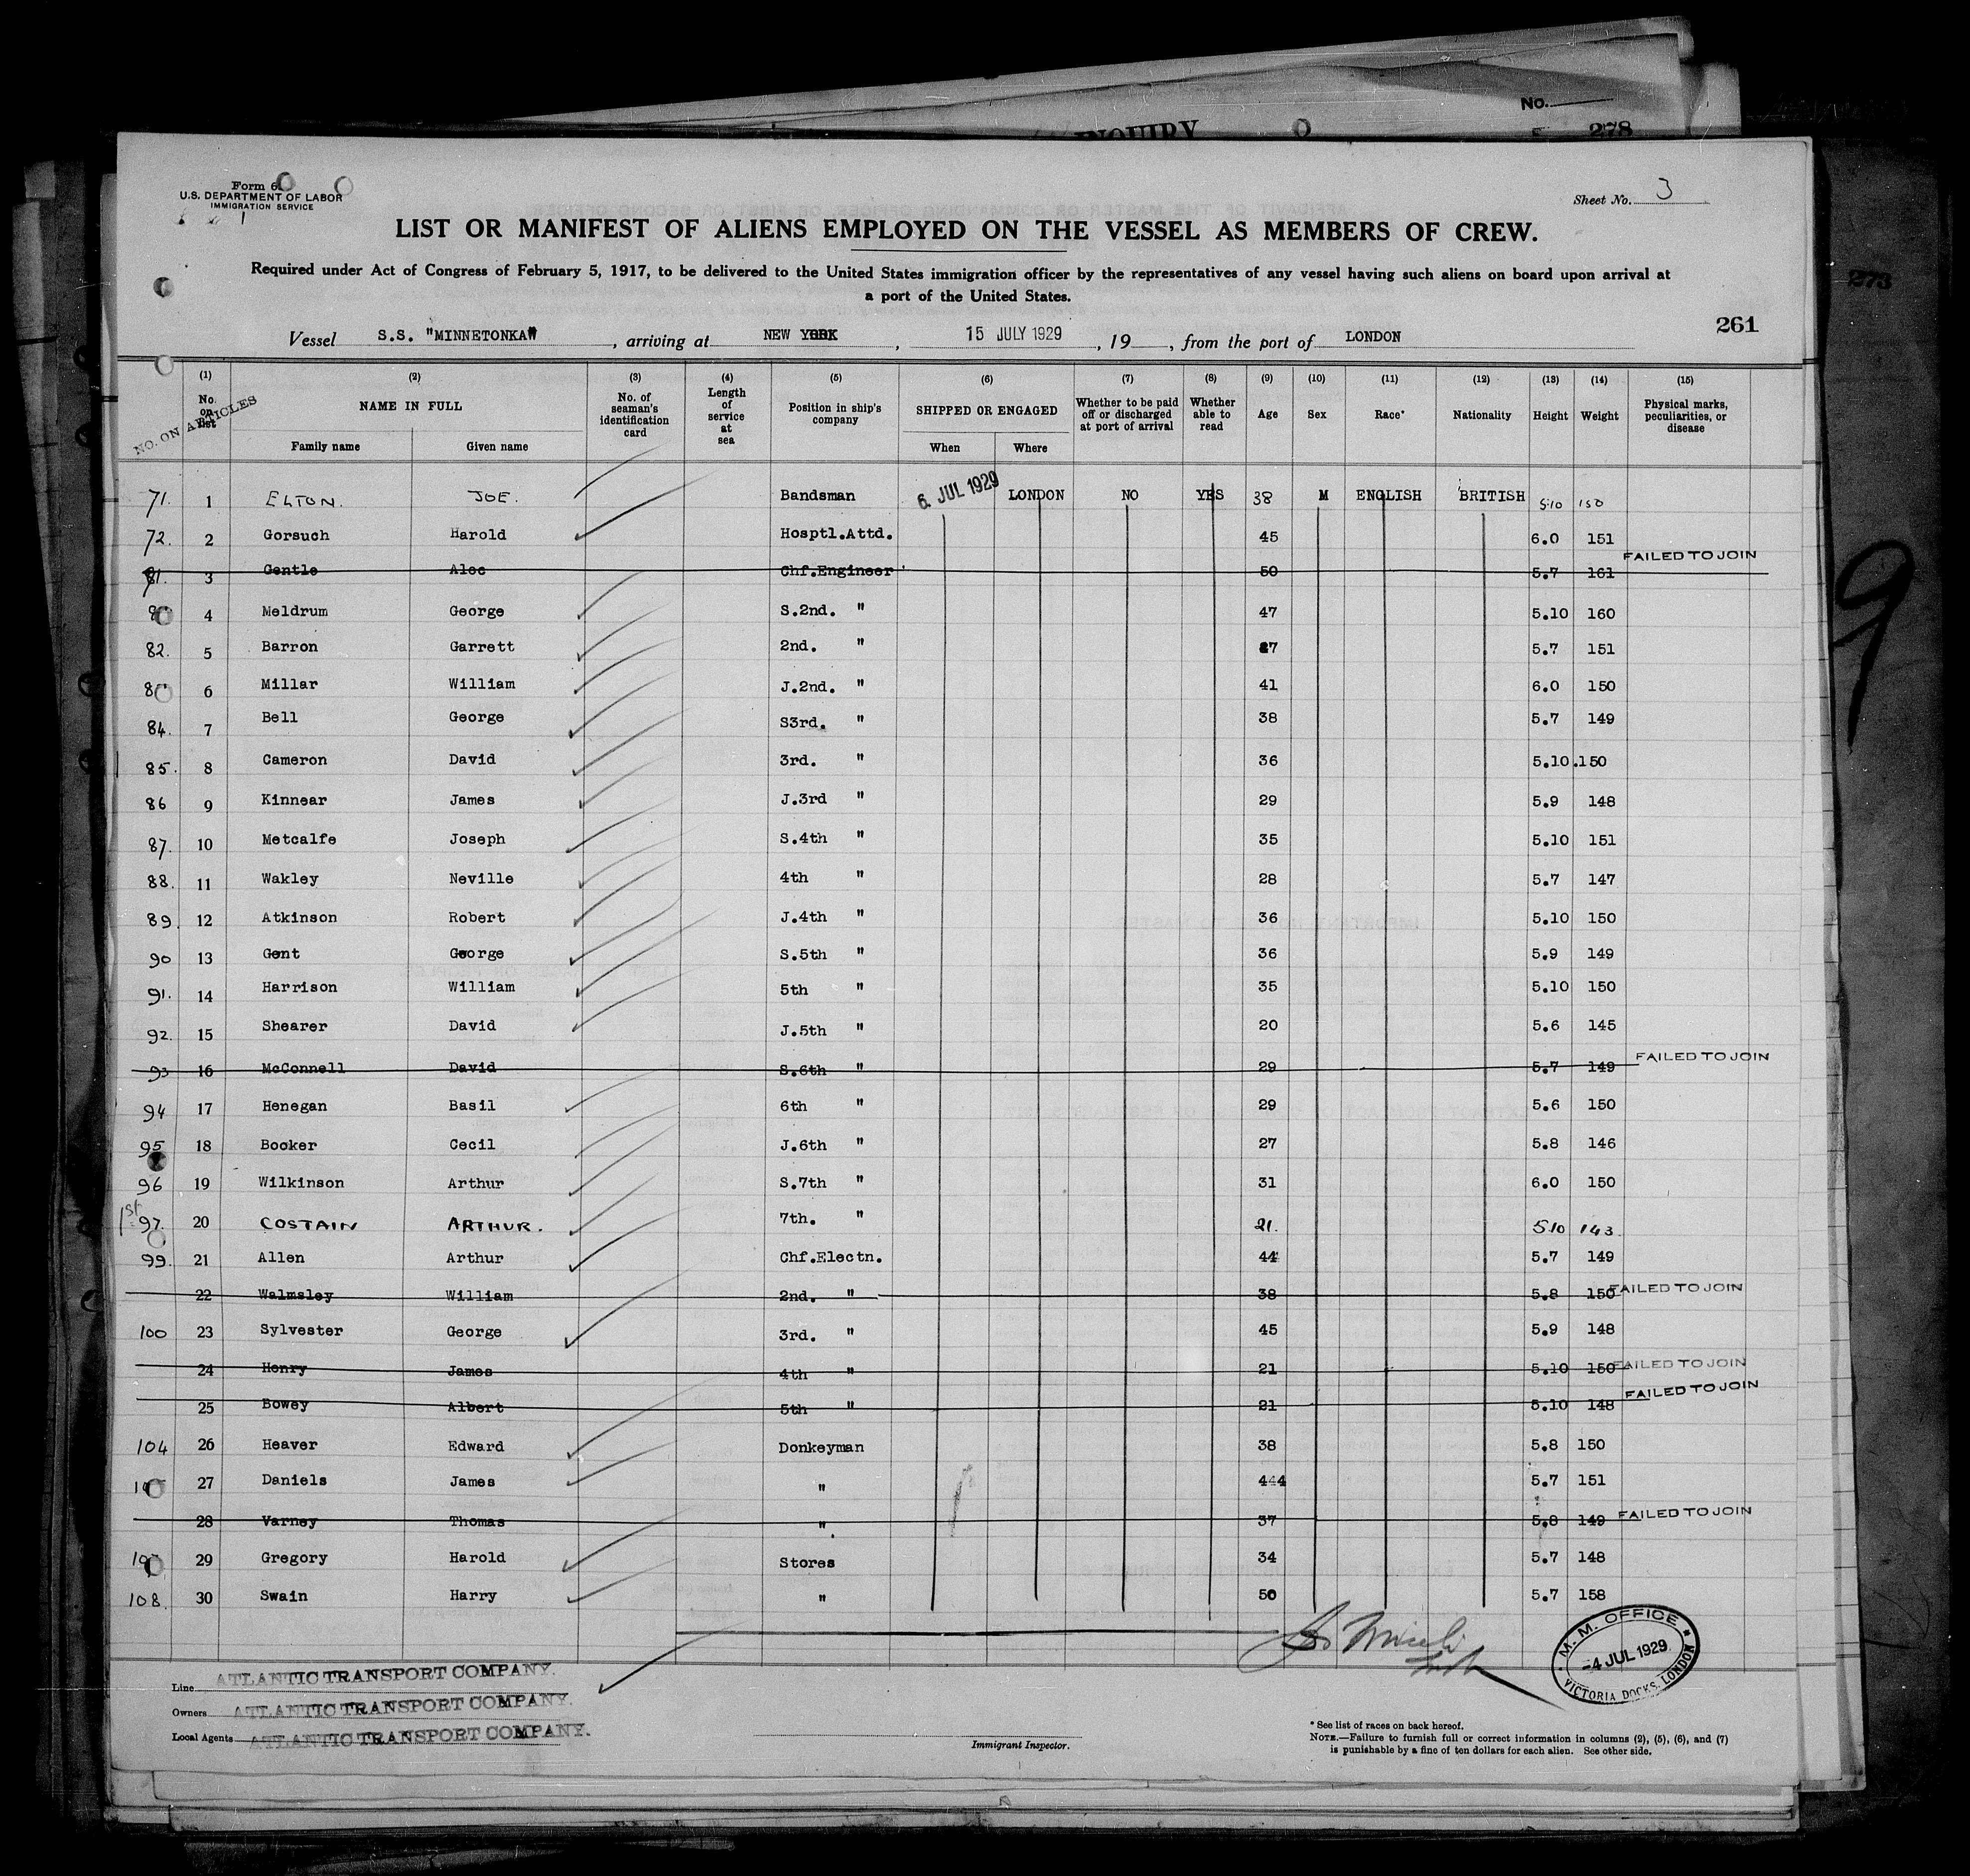 No.
INQUIRY
278
273
Form 6
U.S. DEPARTMENT OF LABOR
IMMIGRATION SERVICE
Sheet No. 3
LIST OR MANIFEST OF ALIENS EMPLOYED ON THE VESSEL AS MEMBERS OF CREW.
Required under Act of Congress of February 5, 1917, to be delivered to the United States immigration officer by the representatives of any vessel having such aliens on board upon arrival at
a port of the United States.
261
Vessel S.S. "MINNETONKA" , arriving at NEW YORK , 15 JULY 1929 , 19 , from the port of LONDON
(1) (2) (3) (4) (5) (6) (7) (8) (9) (10) (11) (12) (13) (14) (15)
NO. ON ARTICLES No. on list NAME IN FULL Family name Given name No. of seaman's identification card Length of service at sea Position in ship's company SHIPPED OR ENGAGED When Where Whether to be paid off or discharged at port of arrival Whether able to read Age Sex Race* Nationality Height Weight Physical marks, peculiarities, or disease
71. 1 ELTON. JOE. Bandsman 6 JUL 1929 LONDON NO YES 38 M ENGLISH BRITISH 5.10 150
72. 2 Gorsuch Harold Hosptl.Attd. 45 6.0 151
81. 3 Gentle Alec Chf.Engineer 50 5.7 161 FAILED TO JOIN
4 Meldrum George S.2nd. " 47 5.10 160
82. 5 Barron Garrett 2nd. " 7 5.7 151
6 Millar William J.2nd. " 41 6.0 150
84. 7 Bell George S3rd. " 38 5.7 149
85. 8 Cameron David 3rd. " 36 5.10 .150
86 9 Kinnear James J.3rd " 29 5.9 148
87. 10 Metcalfe Joseph S.4th " 35 5.10 151
88. 11 Wakley Neville 4th " 28 5.7 147
89. 12 Atkinson Robert J.4th " 36 5.10 150
90 13 Gent George S.5th " 36 5.9 149
91. 14 Harrison William 5th " 35 5.10 150
92. 15 Shearer David J.5th " 20 5.6 145
93 16 McConnell David S.6th " 29 5.7 149 FAILED TO JOIN
94 17 Henegan Basil 6th " 29 5.6 150
95 18 Booker Cecil J.6th " 27 5.8 146
96 19 Wilkinson Arthur S.7th " 31 6.0 150
1st 97. 20 COSTAIN ARTHUR. 7th. " 21. 5 10 143
99. 21 Allen Arthur Chf.Electn. 44 5.7 149
22 Walmsley William 2nd. " 38 5.8 150 FAILED TO JOIN
100 23 Sylvester George 3rd. " 45 5.9 148
24 Henry James 4th " 21 5.10 150 FAILED TO JOIN
25 Bowey Albert 5th " 21 5.10 148 FAILED TO JOIN
104 26 Heaver Edward Donkeyman 38 5.8 150
27 Daniels James " 444 5.7 151
28 Varney Thomas " 37 5.8 149 FAILED TO JOIN
29 Gregory Harold Stores 34 5.7 148
108. 30 Swain Harry " 50 5.7 158
9
M. M. OFFICE
-4 JUL 1929
VICTORIA DOCKS, LONDON
Line ATLANTIC TRANSPORT COMPANY.
Owners ATLANTIC TRANSPORT COMPANY.
Local Agents ATLANTIC TRANSPORT COMPANY.
Immigrant Inspector.
* See list of races on back hereof.
NOTE.—Failure to furnish full or correct information in columns (2), (5), (6), and (7)
is punishable by a fine of ten dollars for each alien. See other side.